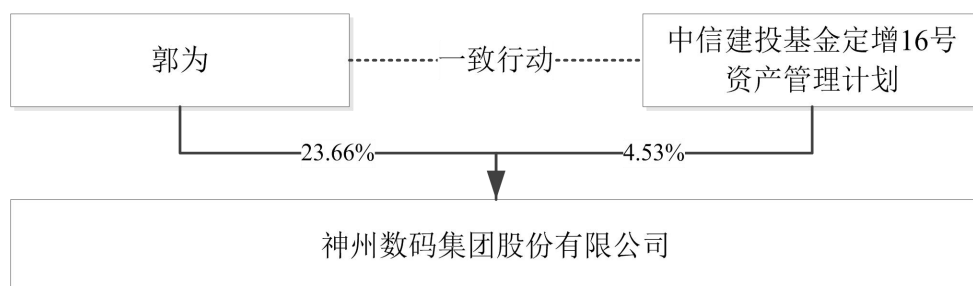 郭为
一致行动
中信建投基金定增16号
资产管理计划
23.66%
4.53%
神州数码集团股份有限公司